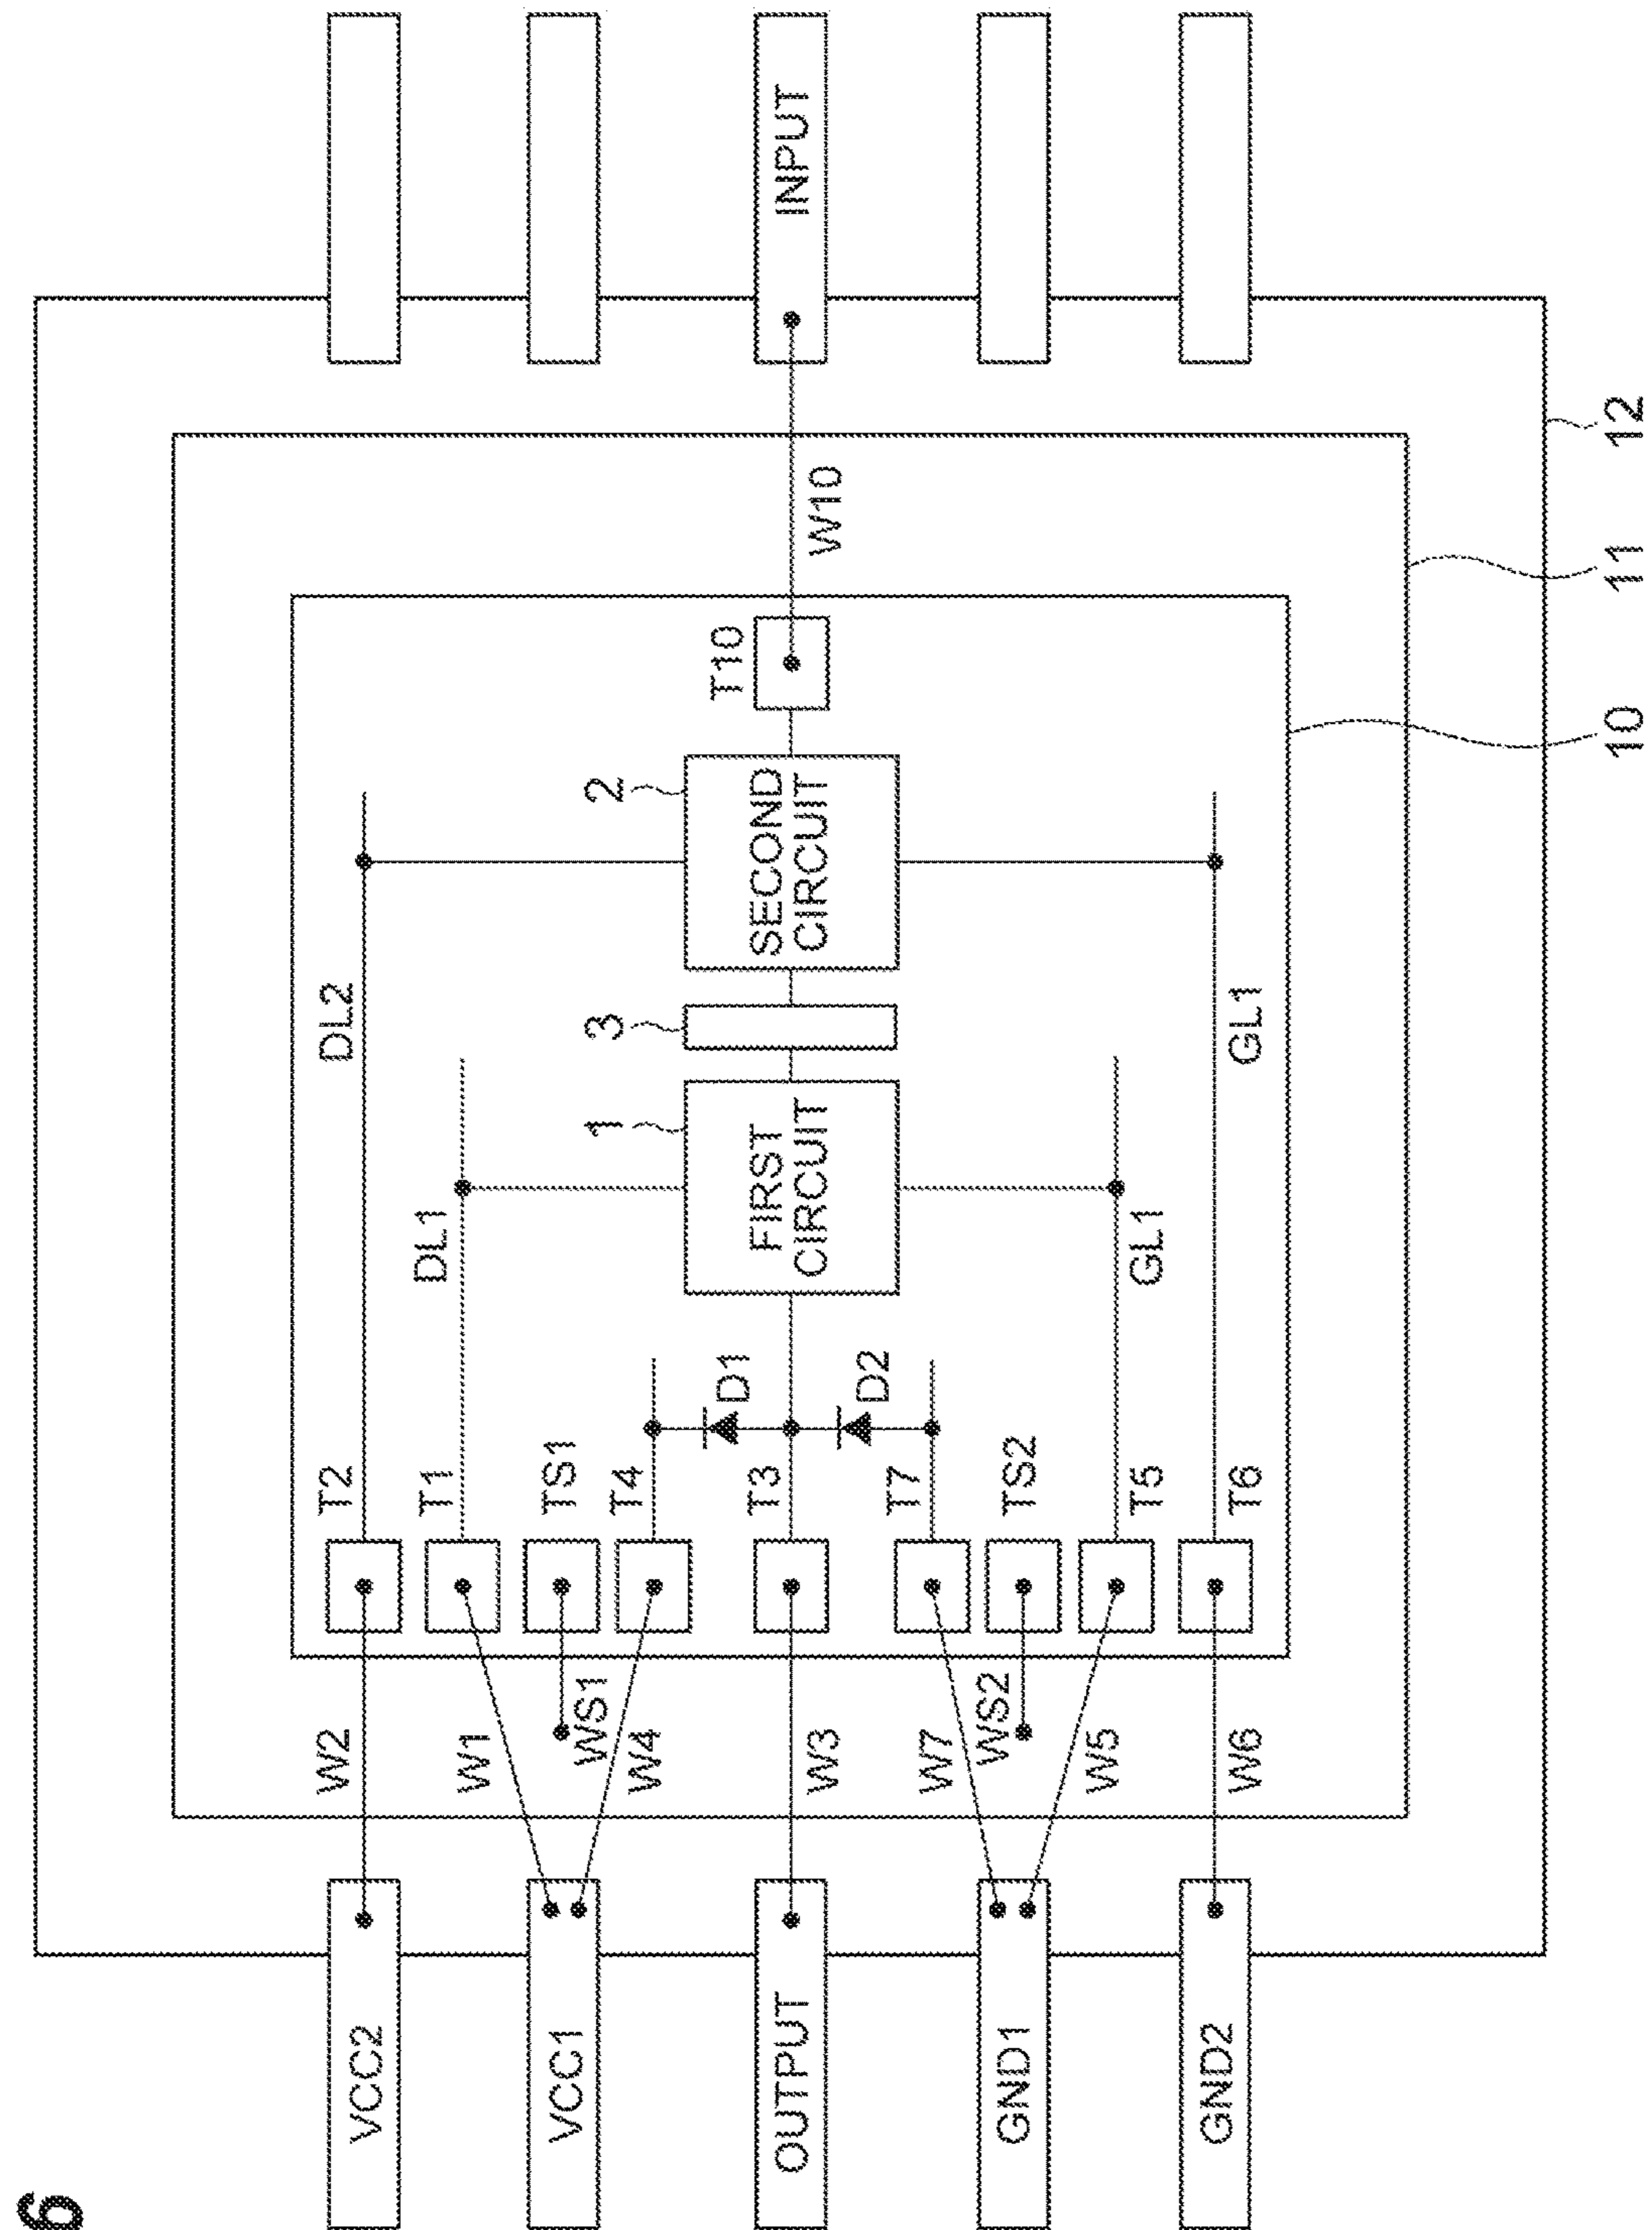 6
VCC2
W2
T2
DL2
W1
T1
DL1
VCC1
WS1
TS1
W4
T4
1
3
2
D1
T10
OUTPUT
W3
T3
FIRST
CIRCUIT
SECOND
CIRCUIT
W10
INPUT
D2
W7
T7
WS2
TS2
GND1
W5
T5
GL1
GND2
W6
T6
GL1
10
11
12